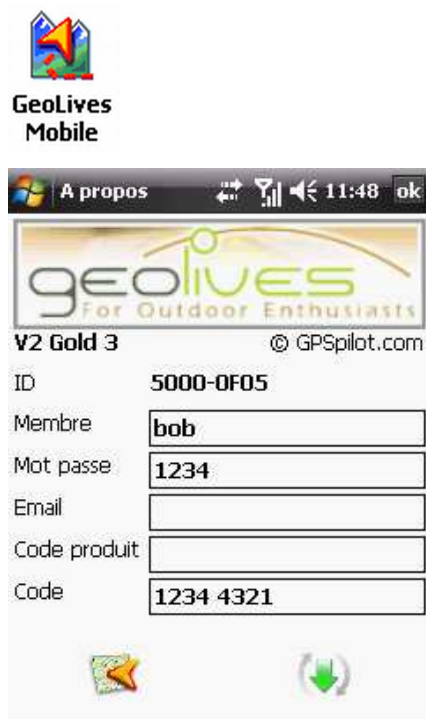 GeoLives
Mobile
A propos 11:48 ok
geolives
For Outdoor Enthusiasts
V2 Gold 3 © GPSpilot.com
ID 5000-0F05
Membre bob
Mot passe 1234
Email
Code produit
Code 1234 4321